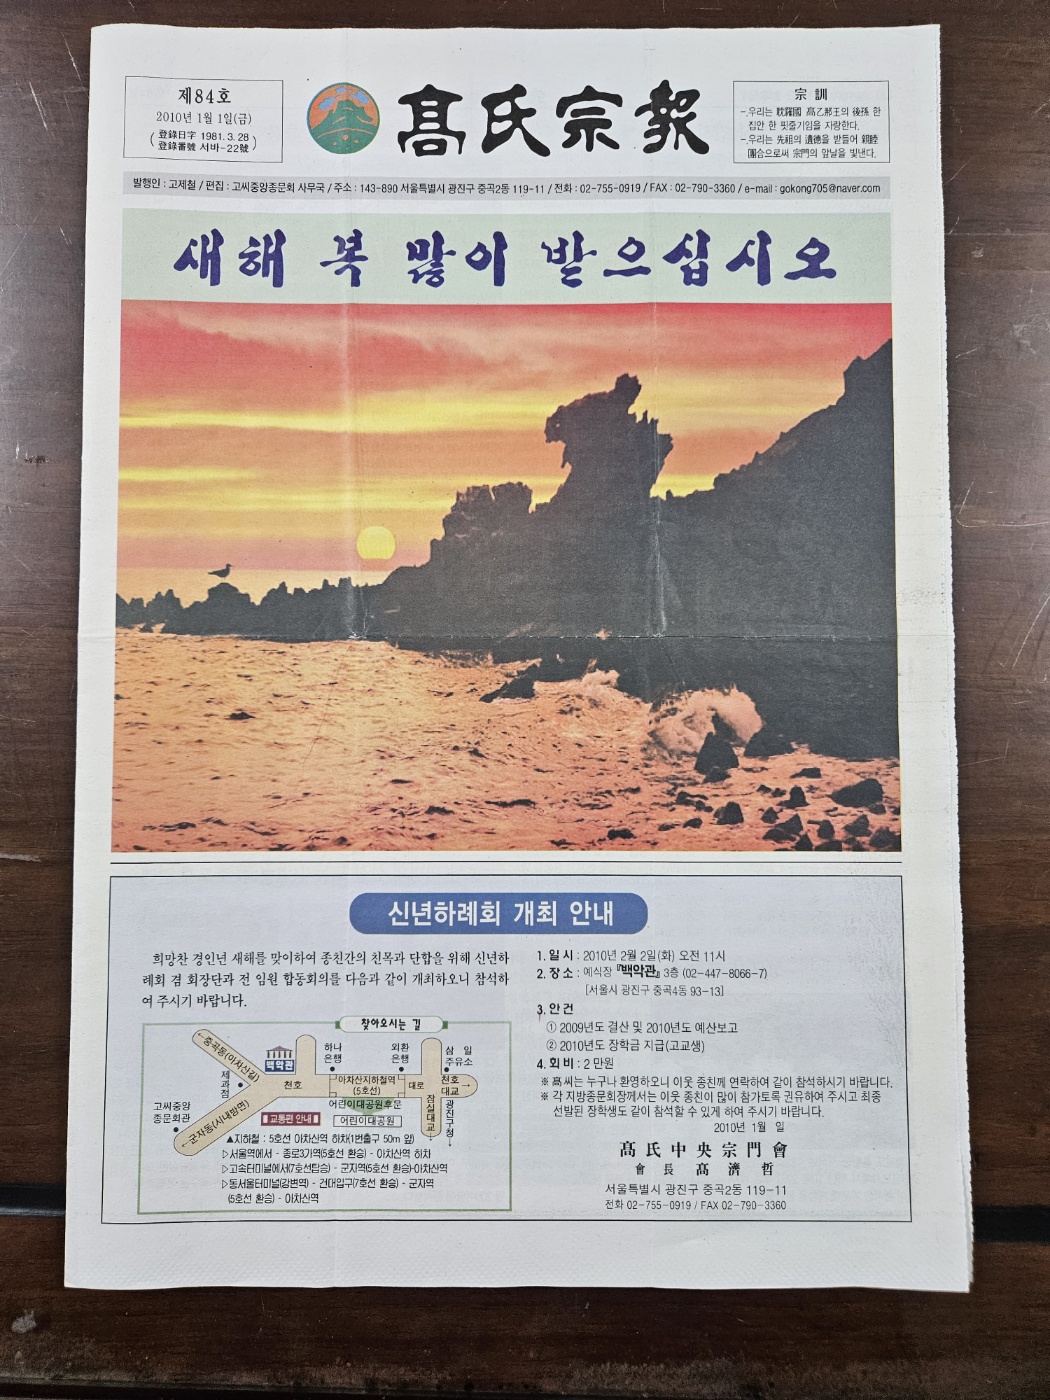 제84호
2010년 1월 1일(금)
(登錄日字 1981.3.28
登錄番號 서바-22號)
髙氏宗報
宗 訓
-.우리는 耽羅國 髙乙那王의 後孫 한
집안 한 핏줄기임을 자랑한다.
-.우리는 先祖의 遺德을 받들어 親睦
團合으로써 宗門의 앞날을 빛낸다.
발행인 : 고제철 / 편집 : 고씨중앙종문회 사무국 / 주소 : 143-890 서울특별시 광진구 중곡2동 119-11 / 전화 : 02-755-0919 / FAX : 02-790-3360 / e-mail : gokong705@naver.com
새해 복 많이 받으십시오
신년하례회 개최 안내
희망찬 경인년 새해를 맞이하여 종친간의 친목과 단합을 위해 신년하
례회 겸 회장단과 전 임원 합동회의를 다음과 같이 개최하오니 참석하
여 주시기 바랍니다.
찾아오시는 길
←중곡동(아차산길)
백악관
하나
은행
외환
은행
삼 일
주유소
제과점
천호
아차산지하철역
(5호선)
대로
천호
대교→
고씨중앙
종문회관
←군자동(시내방면)
어린이대공원후문
어린이대공원
잠실대교↓
광진구청↓
교통편 안내
▲지하철 : 5호선 아차산역 하차(1번출구 50m 앞)
▷서울역에서 - 종로3가역(5호선 환승) - 아차산역 하차
▷고속터미널에서(7호선탑승) - 군자역(5호선 환승)-아차산역
▷동서울터미널(강변역) - 건대입구(7호선 환승) - 군자역
(5호선 환승) - 아차산역
1. 일 시 : 2010년 2월 2일(화) 오전 11시
2. 장 소 : 예식장 『백악관』 3층 (02-447-8066-7)
[서울시 광진구 중곡4동 93-13]
3. 안 건
① 2009년도 결산 및 2010년도 예산보고
② 2010년도 장학금 지급(고교생)
4. 회 비 : 2 만원
※ 髙씨는 누구나 환영하오니 이웃 종친께 연락하여 같이 참석하시기 바랍니다.
※ 각 지방종문회장께서는 이웃 종친이 많이 참가토록 권유하여 주시고 최종
선발된 장학생도 같이 참석할 수 있게 하여 주시기 바랍니다.
2010년 1월 일
髙氏中央宗門會
會 長 髙 濟 哲
서울특별시 광진구 중곡2동 119-11
전화 02-755-0919 / FAX 02-790-3360